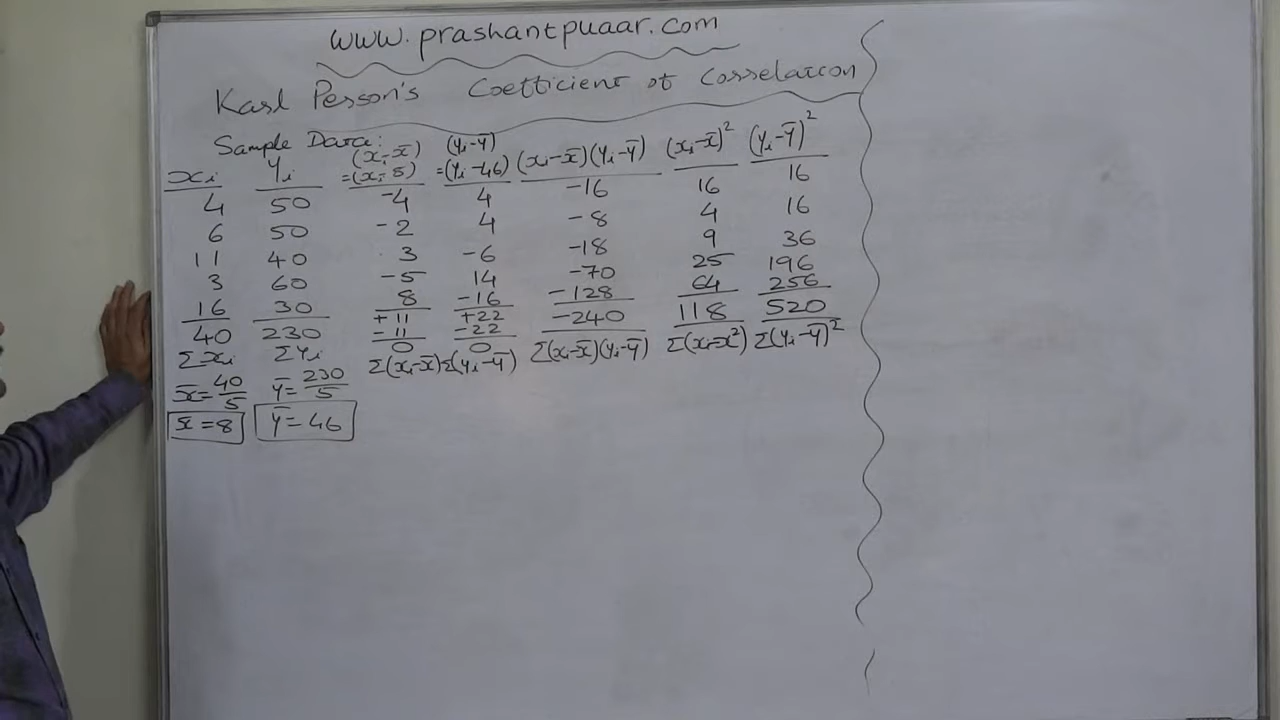 www.prashantpuaar.com
Karl Person's Coefficient of Correlation
Sample Data:
xᵢ yᵢ (xᵢ-x̄) =(xᵢ-5) (yᵢ-ȳ) =(yᵢ-46) (xᵢ-x̄)(yᵢ-ȳ) (xᵢ-x̄)² (yᵢ-ȳ)²
4 50 -4 4 -16 16 16
6 50 -2 4 -8 4 16
11 40 3 -6 -18 9 36
3 60 -5 14 -70 25 196
16 30 8 -16 -128 64 256
40 230 +11 +22 -240 118 520
-11 -22
0 0
Σxᵢ Σyᵢ Σ(xᵢ-x̄) Σ(yᵢ-ȳ) Σ(xᵢ-x̄)(yᵢ-ȳ) Σ(xᵢ-x²) Σ(yᵢ-ȳ)²
x̄=40/5 ȳ=230/5
x̄=8 ȳ=46